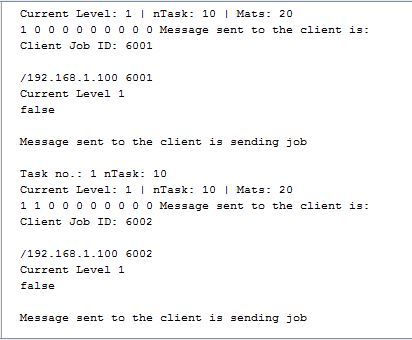 Current Level: 1 | nTask: 10 | Mats: 20
1 0 0 0 0 0 0 0 0 0 Message sent to the client is:
Client Job ID: 6001
/192.168.1.100 6001
Current Level 1
false
Message sent to the client is sending job
Task no.: 1 nTask: 10
Current Level: 1 | nTask: 10 | Mats: 20
1 1 0 0 0 0 0 0 0 0 Message sent to the client is:
Client Job ID: 6002
/192.168.1.100 6002
Current Level 1
false
Message sent to the client is sending job